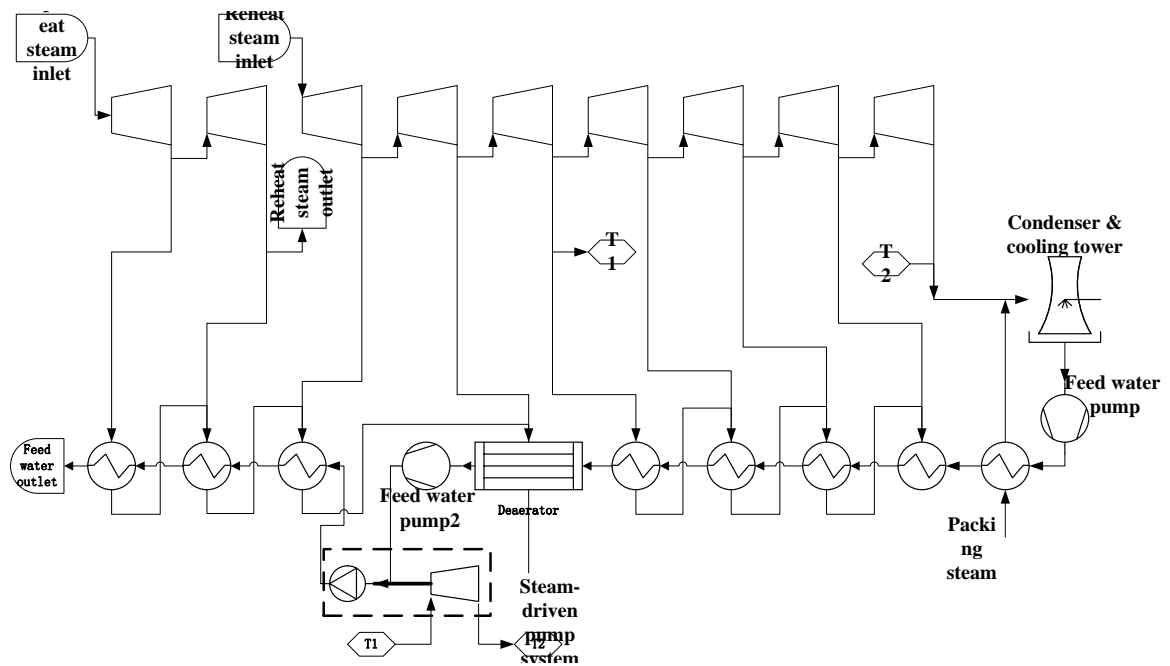 eat
steam
inlet
Reheat
steam
inlet
Reheat
steam
outlet
T
1
T
2
Condenser &
cooling tower
Feed water
pump
Feed
water
outlet
Feed water
pump2
Deaerator
Packi
ng
steam
Steam-
driven
pump
system
T1
T2